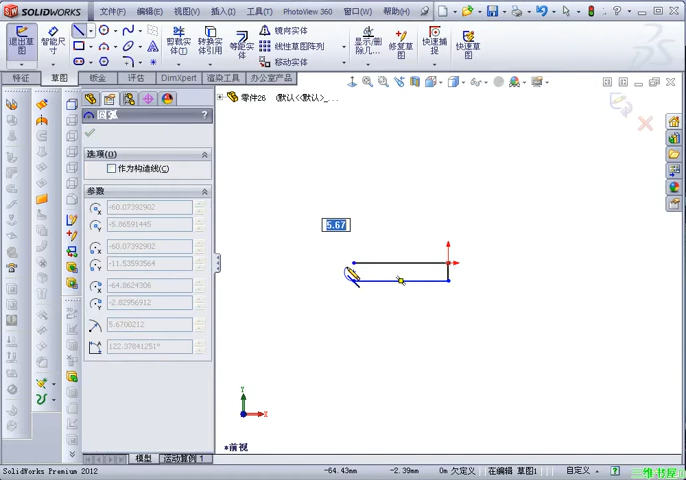 SOLIDWORKS 文件(F) 编辑(E) 视图(V) 插入(I) 工具(T) PhotoView 360 窗口(W) 帮助(H)
退出草图 智能尺寸 剪裁实体(T) 转换实体引用 等距实体 镜向实体 线性草图阵列 移动实体 显示/删除几... 修复草图 快速捕捉 快速草图
特征 草图 钣金 评估 DimXpert 渲染工具 办公室产品
零件26 (默认<<默认>_...
圆弧 ?
选项(O)
作为构造线(C)
参数
-60.07392902
-5.86591445
-60.07392902
-11.53593564
-64.8624306
-2.82956912
5.6700212
122.37841251°
5.67
Y
X
*前视
模型 运动算例 1
SolidWorks Premium 2012 -64.43mm -2.39mm 0m 欠定义 在编辑 草图1 自定义
三维书屋